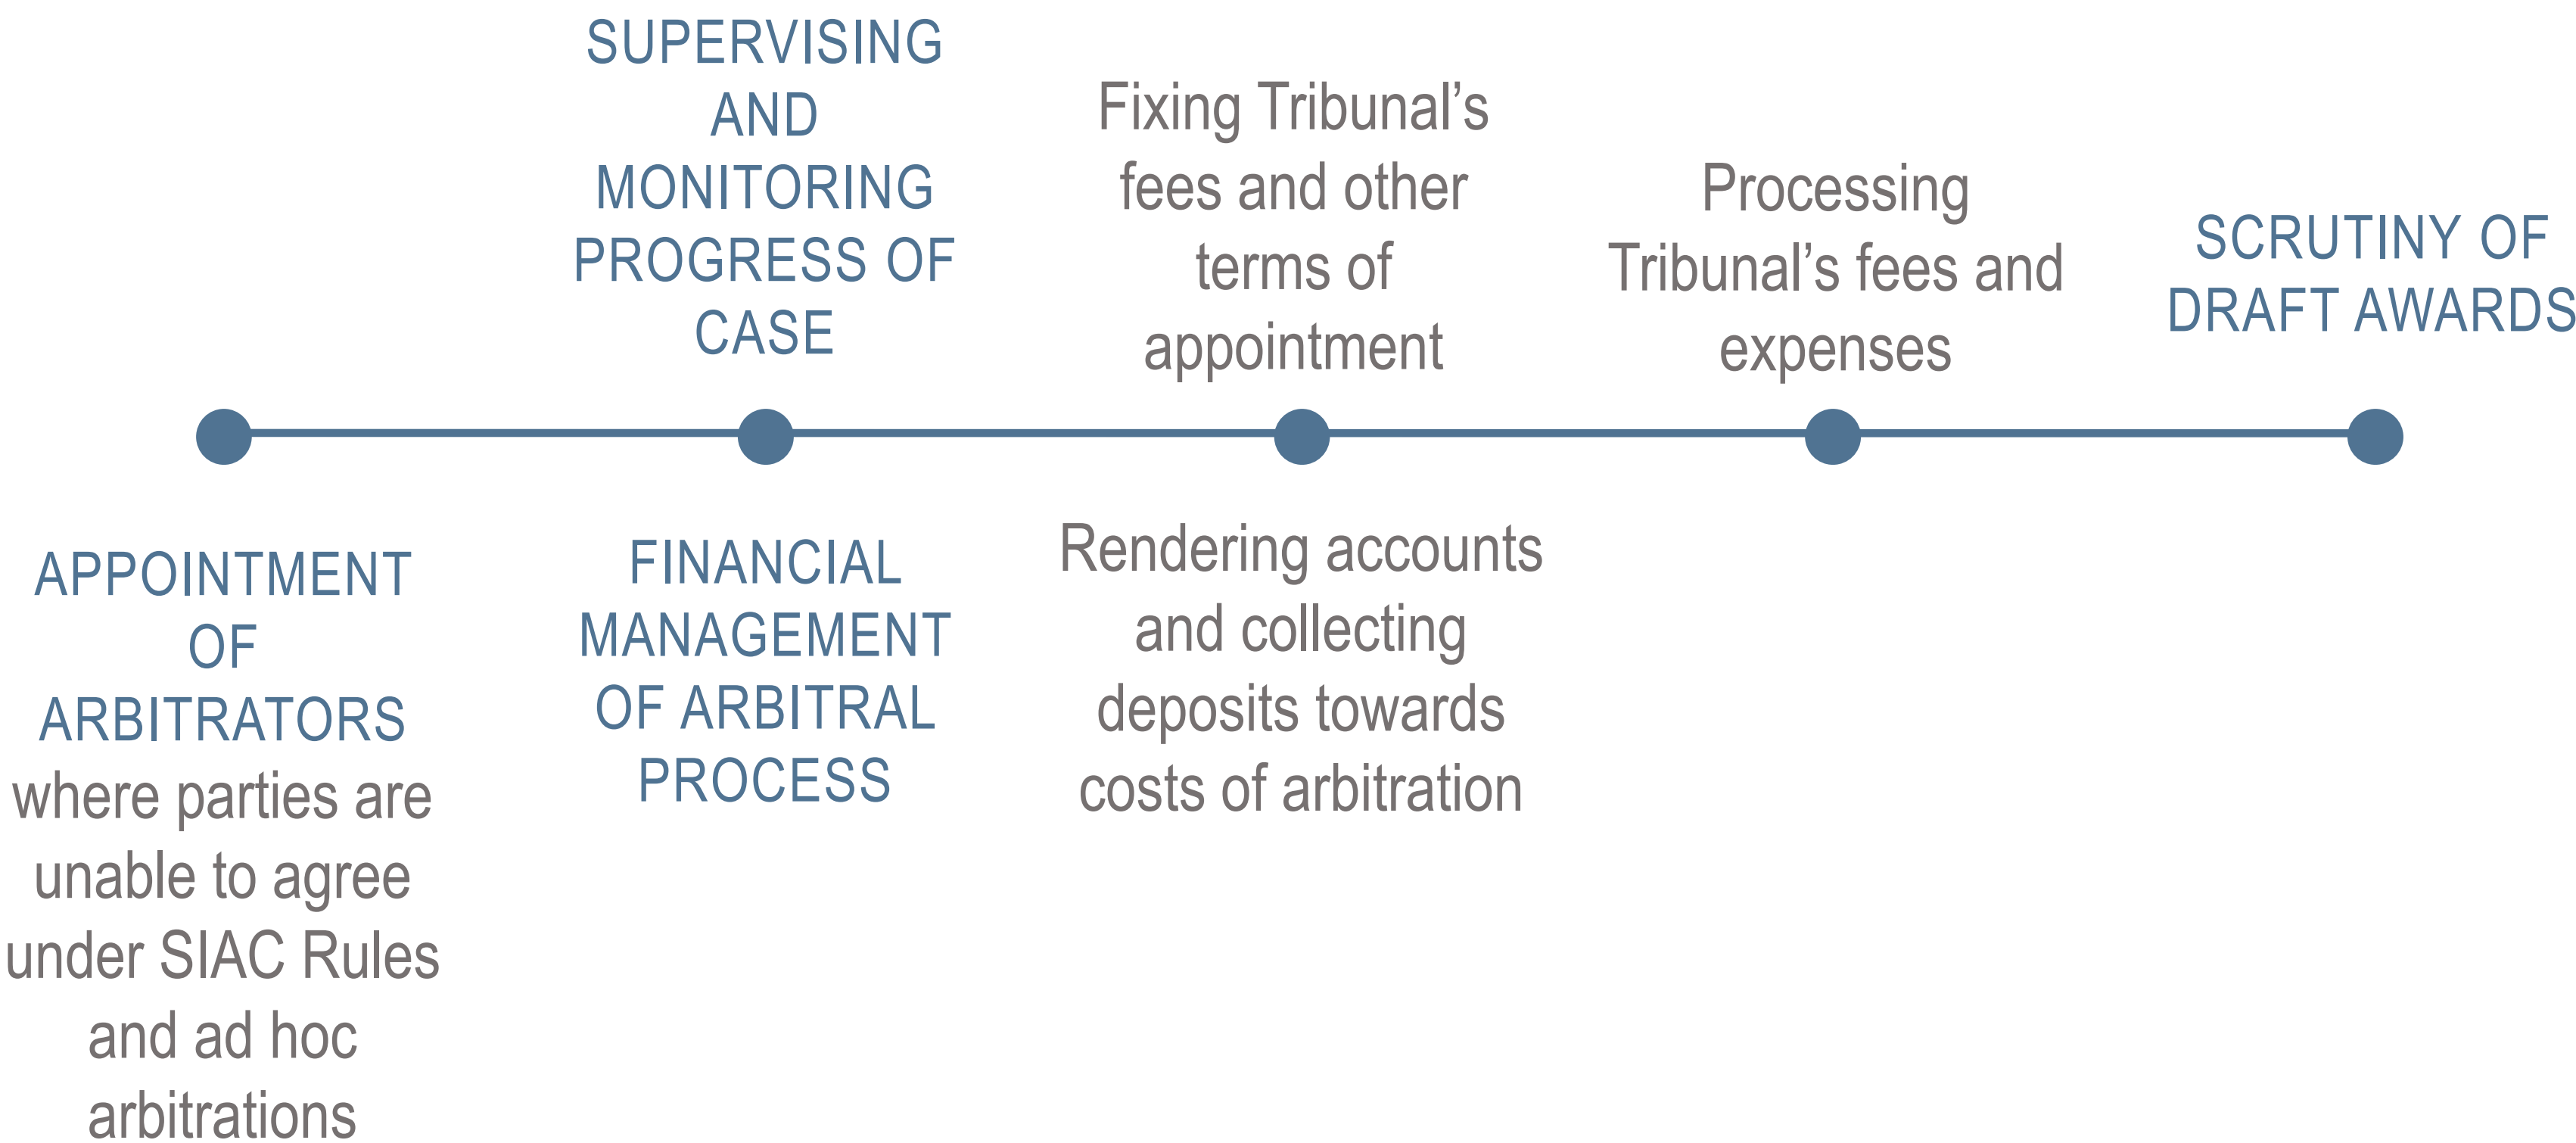 SUPERVISING
AND
MONITORING
PROGRESS OF
CASE
Fixing Tribunal’s
fees and other
terms of
appointment
Processing
Tribunal’s fees and
expenses
SCRUTINY OF
DRAFT AWARDS
APPOINTMENT
OF
ARBITRATORS
where parties are
unable to agree
under SIAC Rules
and ad hoc
arbitrations
FINANCIAL
MANAGEMENT
OF ARBITRAL
PROCESS
Rendering accounts
and collecting
deposits towards
costs of arbitration